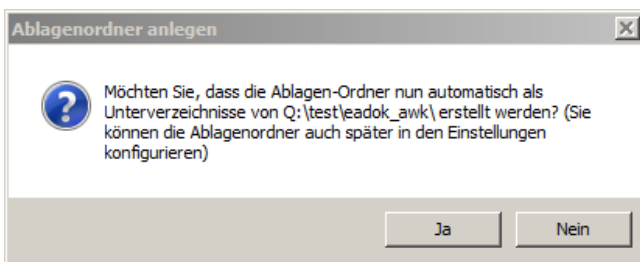 Ablagenordner anlegen
Möchten Sie, dass die Ablagen-Ordner nun automatisch als
Unterverzeichnisse von Q:\test\eadok_awk\ erstellt werden? (Sie
können die Ablagenordner auch später in den Einstellungen
konfigurieren)
Ja Nein